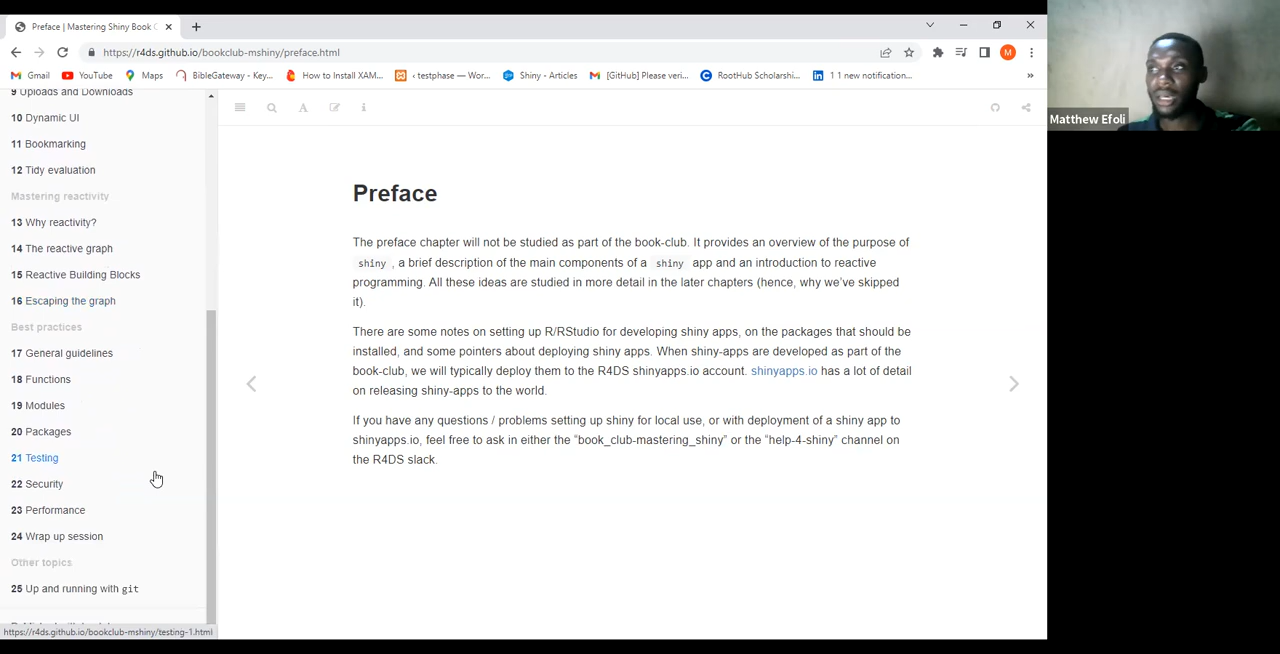 Preface | Mastering Shiny Book C
https://r4ds.github.io/bookclub-mshiny/preface.html
M
Gmail
YouTube
Maps
BibleGateway - Key...
How to Install XAM...
‹ testphase — Wor...
Shiny - Articles
[GitHub] Please veri...
RootHub Scholarshi...
1 1 new notification...
»
9 Uploads and Downloads
10 Dynamic UI
11 Bookmarking
12 Tidy evaluation
Mastering reactivity
13 Why reactivity?
14 The reactive graph
15 Reactive Building Blocks
16 Escaping the graph
Best practices
17 General guidelines
18 Functions
19 Modules
20 Packages
21 Testing
22 Security
23 Performance
24 Wrap up session
Other topics
25 Up and running with git
https://r4ds.github.io/bookclub-mshiny/testing-1.html
Preface
The preface chapter will not be studied as part of the book-club. It provides an overview of the purpose of
shiny , a brief description of the main components of a shiny app and an introduction to reactive
programming. All these ideas are studied in more detail in the later chapters (hence, why we've skipped
it).
There are some notes on setting up R/RStudio for developing shiny apps, on the packages that should be
installed, and some pointers about deploying shiny apps. When shiny-apps are developed as part of the
book-club, we will typically deploy them to the R4DS shinyapps.io account. shinyapps.io has a lot of detail
on releasing shiny-apps to the world.
If you have any questions / problems setting up shiny for local use, or with deployment of a shiny app to
shinyapps.io, feel free to ask in either the “book_club-mastering_shiny” or the “help-4-shiny” channel on
the R4DS slack.
Matthew Efoli